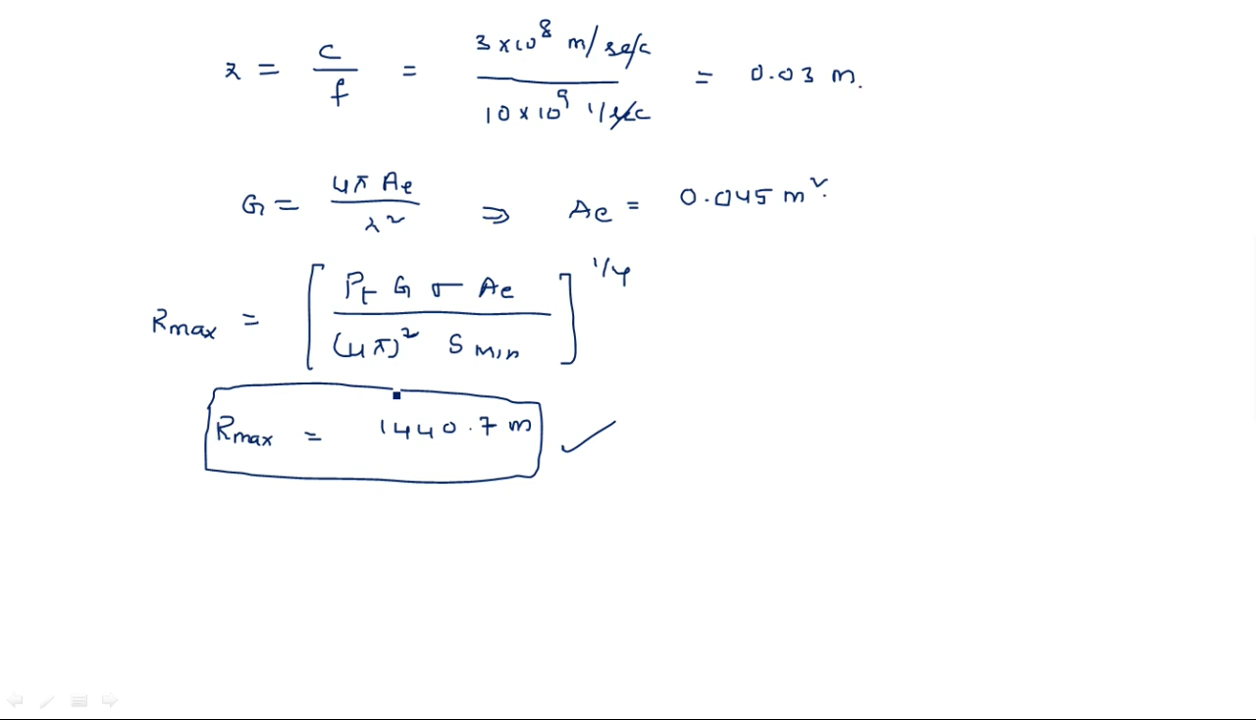 λ = c/f = 3×10⁸ m/sec / 10×10⁹ 1/sec = 0.03 m.
G = 4π Ae / λ² ⇒ Ae = 0.045 m².
Rmax = [ Pt G σ Ae / (4π)² S Min ]^1/4
Rmax = 1440.7 m ✓